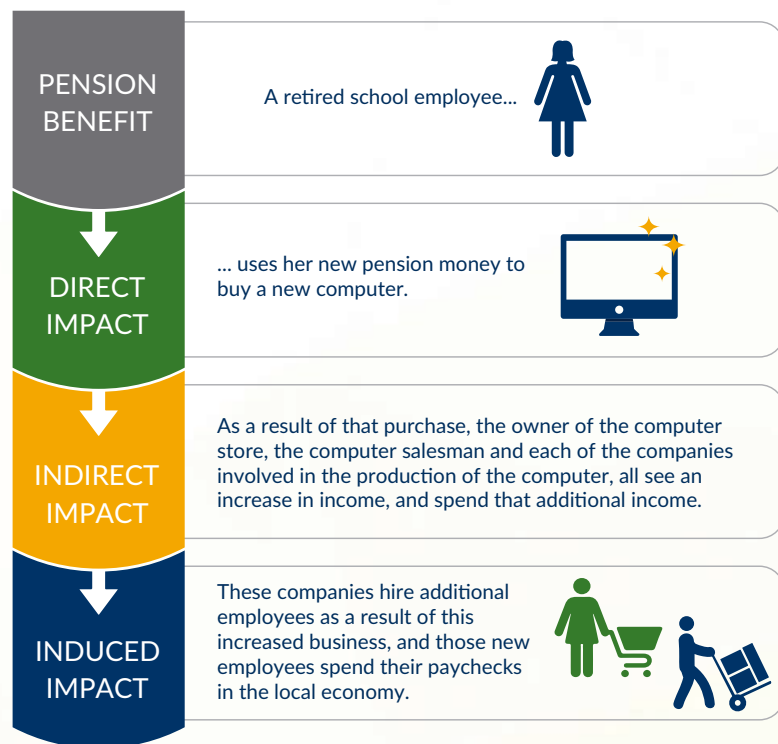 PENSION
BENEFIT
A retired school employee...
DIRECT
IMPACT
... uses her new pension money to
buy a new computer.
INDIRECT
IMPACT
As a result of that purchase, the owner of the computer
store, the computer salesman and each of the companies
involved in the production of the computer, all see an
increase in income, and spend that additional income.
INDUCED
IMPACT
These companies hire additional
employees as a result of this
increased business, and those new
employees spend their paychecks
in the local economy.